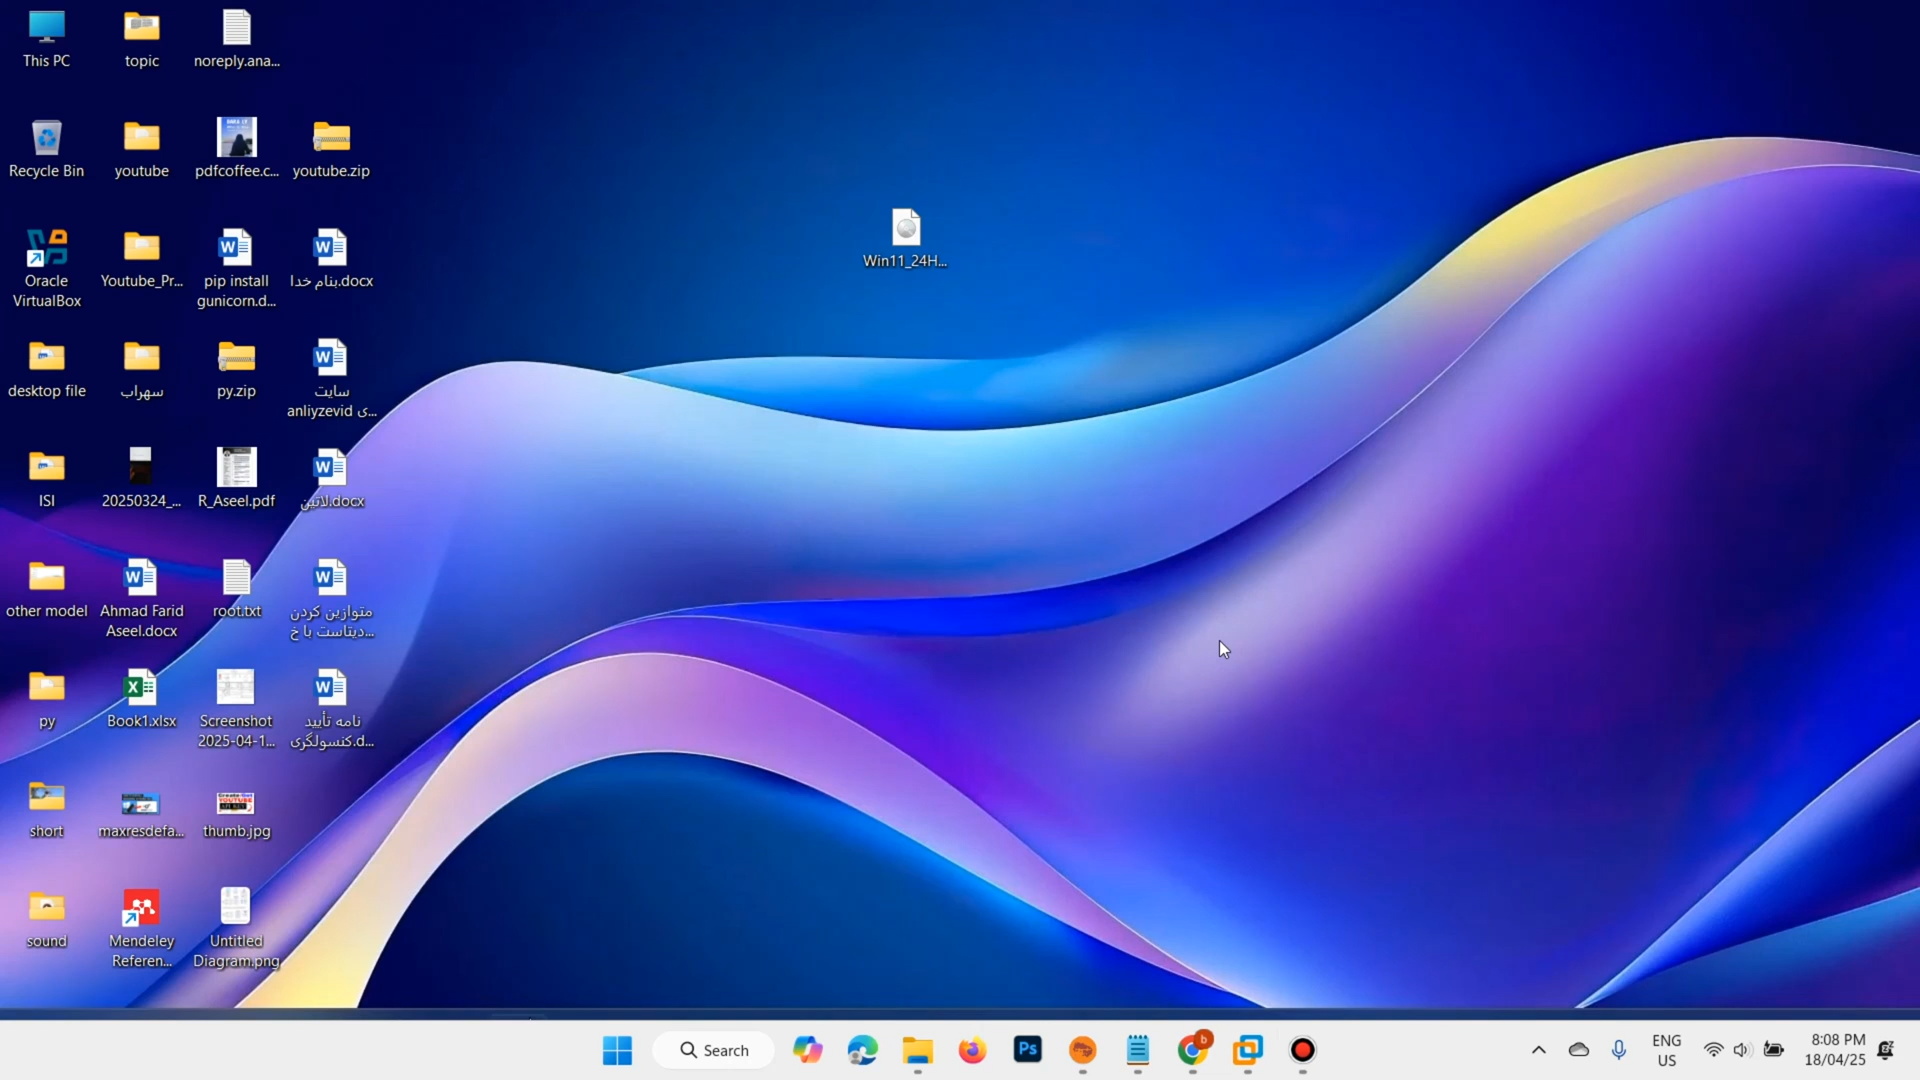 This PC
topic
noreply.ana...
Recycle Bin
youtube
pdfcoffee.c...
youtube.zip
Win11_24H...
Oracle
VirtualBox
Youtube_Pr...
pip install
gunicorn.d...
بنام خدا.docx
desktop file
سهراب
py.zip
سایت
anliyzevid ی...
ISI
20250324_...
R_Aseel.pdf
لاتین.docx
other model
Ahmad Farid
Aseel.docx
root.txt
متوازین کردن
دیتاست با خ...
py
Book1.xlsx
Screenshot
2025-04-1...
نامه تأیید
کنسولگری.d...
short
maxresdefa...
thumb.jpg
sound
Mendeley
Referen...
Untitled
Diagram.png
Search
Ps
b
ENG
US
8:08 PM
18/04/25